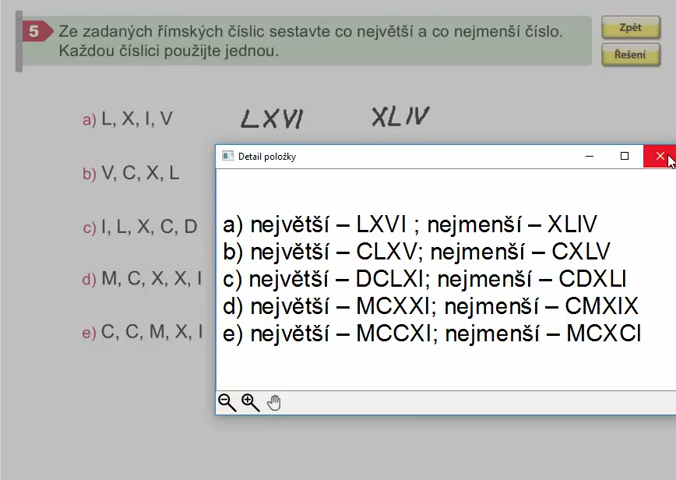 5 Ze zadaných římských číslic sestavte co největší a co nejmenší číslo.
Každou číslici použijte jednou.
Zpět
Řešení
a) L, X, I, V LXVI XLIV
b) V, C, X, L
c) I, L, X, C, D
d) M, C, X, X, I
e) C, C, M, X, I
Detail položky
a) největší – LXVI ; nejmenší – XLIV
b) největší – CLXV; nejmenší – CXLV
c) největší – DCLXI; nejmenší – CDXLI
d) největší – MCXXI; nejmenší – CMXIX
e) největší – MCCXI; nejmenší – MCXCI